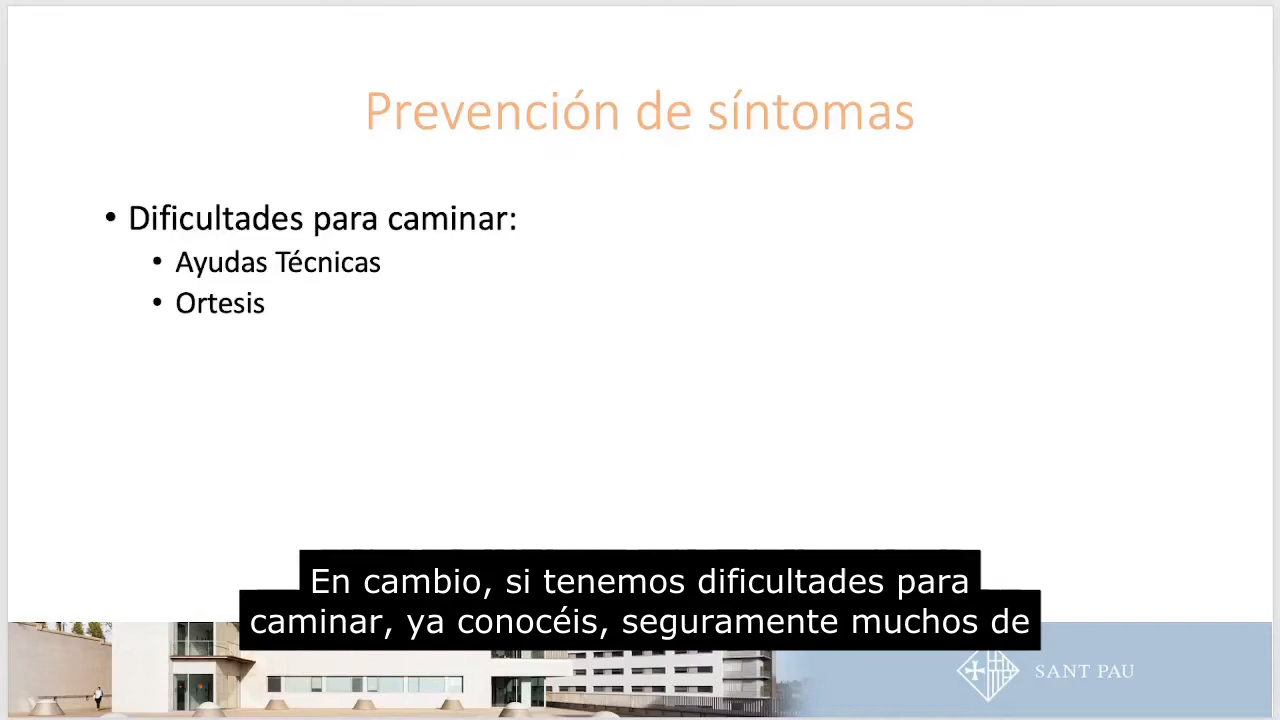 Prevención de síntomas
• Dificultades para caminar:
• Ayudas Técnicas
• Ortesis
En cambio, si tenemos dificultades para
caminar, ya conocéis, seguramente muchos de
SANT PAU